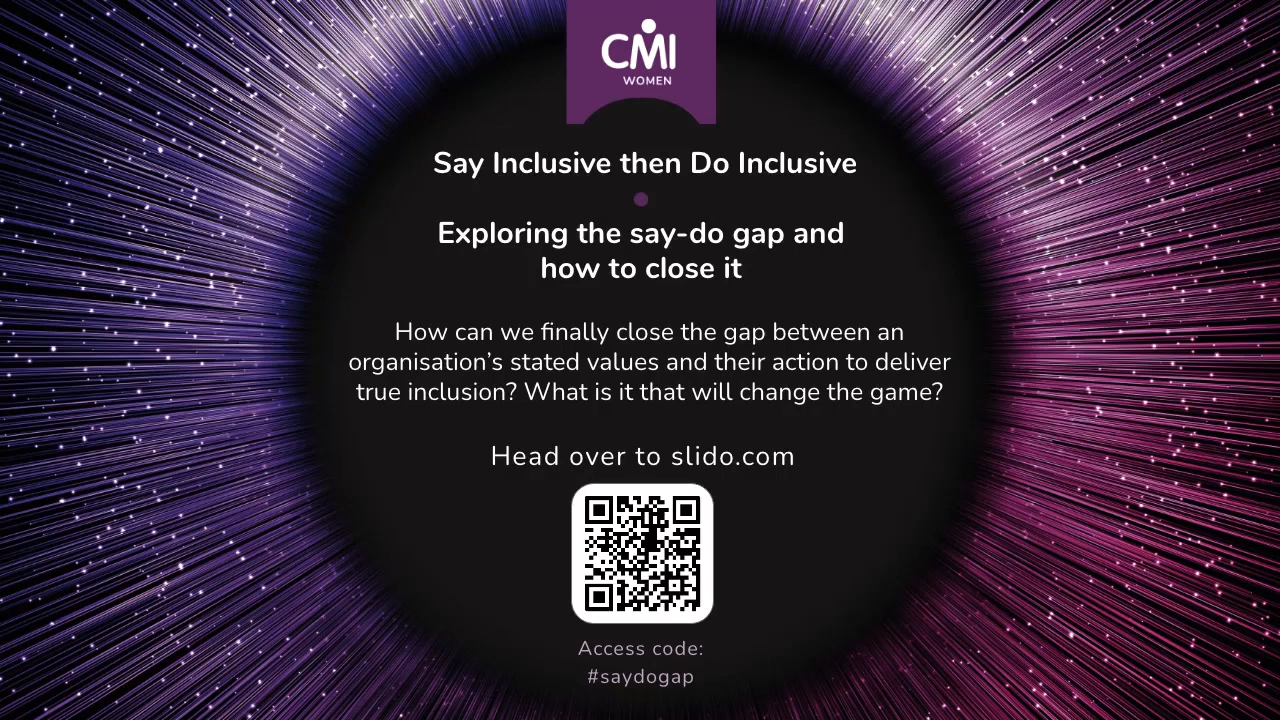 CMI
WOMEN
Say Inclusive then Do Inclusive
Exploring the say-do gap and
how to close it
How can we finally close the gap between an
organisation’s stated values and their action to deliver
true inclusion? What is it that will change the game?
Head over to slido.com
Access code:
#saydogap